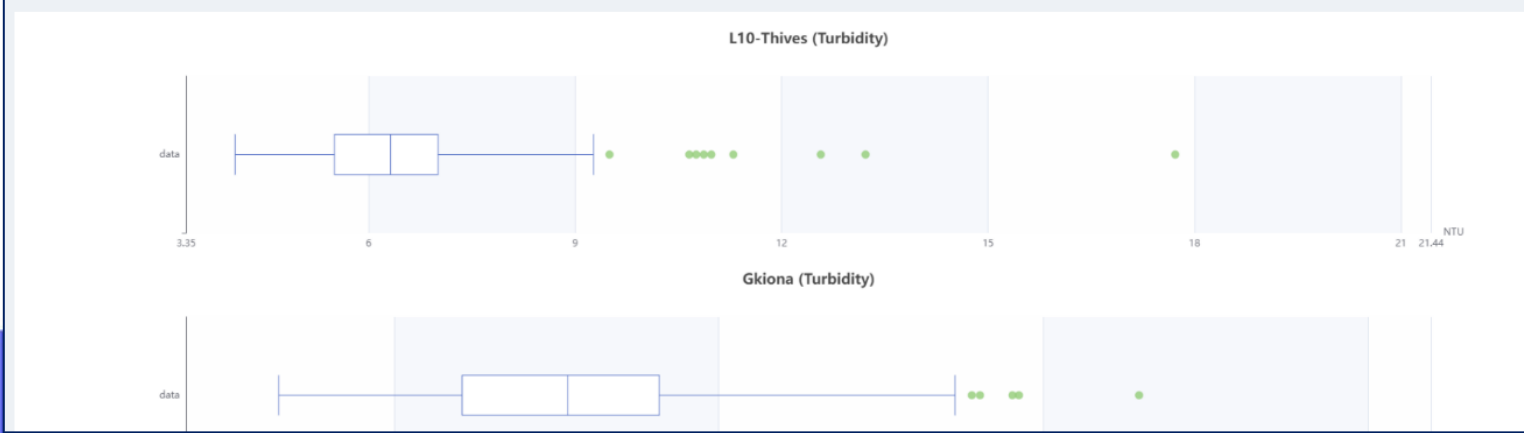 L10-Thives (Turbidity)
data
3.35 6 9 12 15 18 21 21.44 NTU
Gkiona (Turbidity)
data